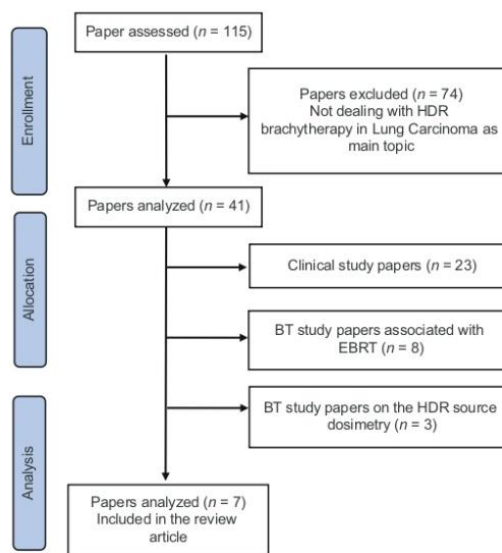 Enrollment
Paper assessed (n = 115)
Papers excluded (n = 74)
Not dealing with HDR
brachytherapy in Lung Carcinoma as
main topic
Papers analyzed (n = 41)
Allocation
Clinical study papers (n = 23)
BT study papers associated with
EBRT (n = 8)
BT study papers on the HDR source
dosimetry (n = 3)
Analysis
Papers analyzed (n = 7)
Included in the review
article